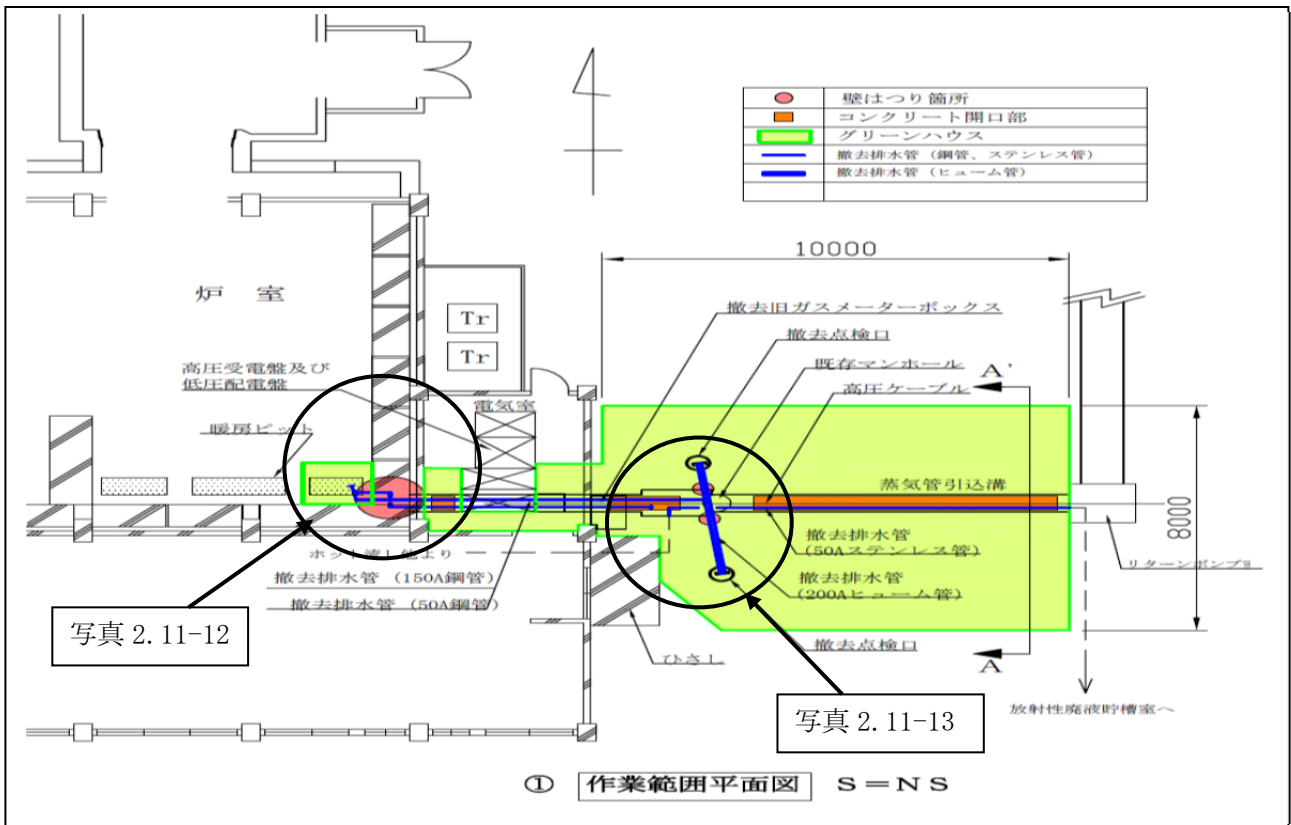 壁はつり箇所
コンクリート開口部
グリーンハウス
撤去排水管 (鋼管、ステンレス管)
撤去排水管 (ヒューム管)
10000
炉 室
Tr
Tr
撤去旧ガスメーターボックス
撤去点検口
既存マンホール
高圧ケーブル
A'
高圧受電盤及び
低圧配電盤
電気室
暖房ピット
蒸気管引込溝
8000
撤去排水管
(50Aステンレス管)
ホット流し他より
撤去排水管 (150A鋼管)
撤去排水管
(200Aヒューム管)
リターンポンプ
撤去排水管 (50A鋼管)
写真 2.11-12
撤去点検口
ひさし
A
写真 2.11-13
放射性廃液貯槽室へ
① 作業範囲平面図 S=NS